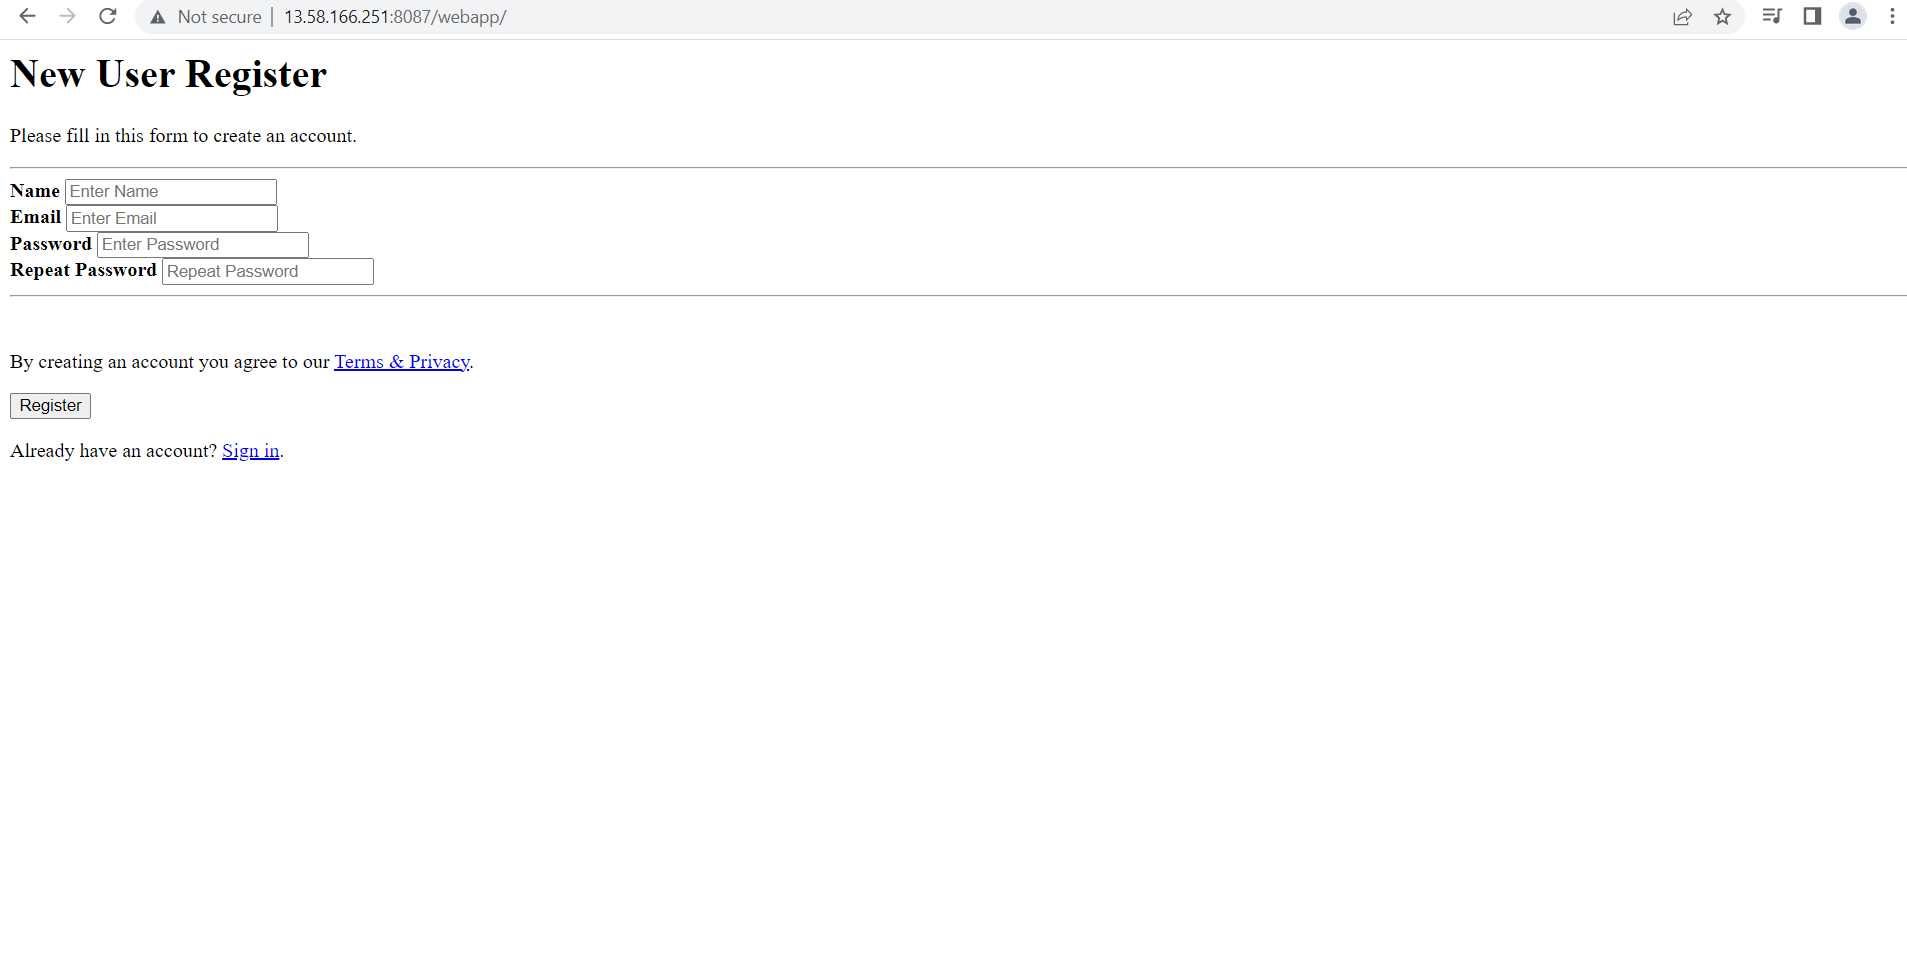 Not secure | 13.58.166.251:8087/webapp/
New User Register
Please fill in this form to create an account.
Name Enter Name
Email Enter Email
Password Enter Password
Repeat Password Repeat Password
By creating an account you agree to our Terms & Privacy.
Register
Already have an account? Sign in.